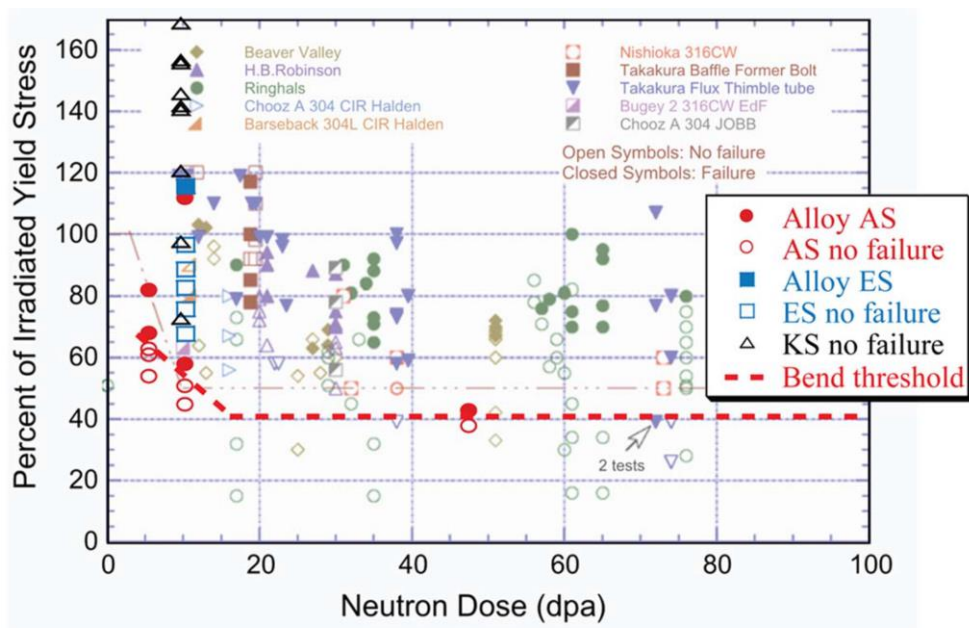 160
140
120
100
80
60
40
20
0
Percent of Irradiated Yield Stress
Beaver Valley
H.B.Robinson
Ringhals
Chooz A 304 CIR Halden
Barseback 304L CIR Halden
Nishioka 316CW
Takakura Baffle Former Bolt
Takakura Flux Thimble tube
Bugey 2 316CW EdF
Chooz A 304 JOBB
Open Symbols: No failure
Closed Symbols: Failure
Alloy AS
AS no failure
Alloy ES
ES no failure
KS no failure
Bend threshold
2 tests
0
20
40
60
80
100
Neutron Dose (dpa)